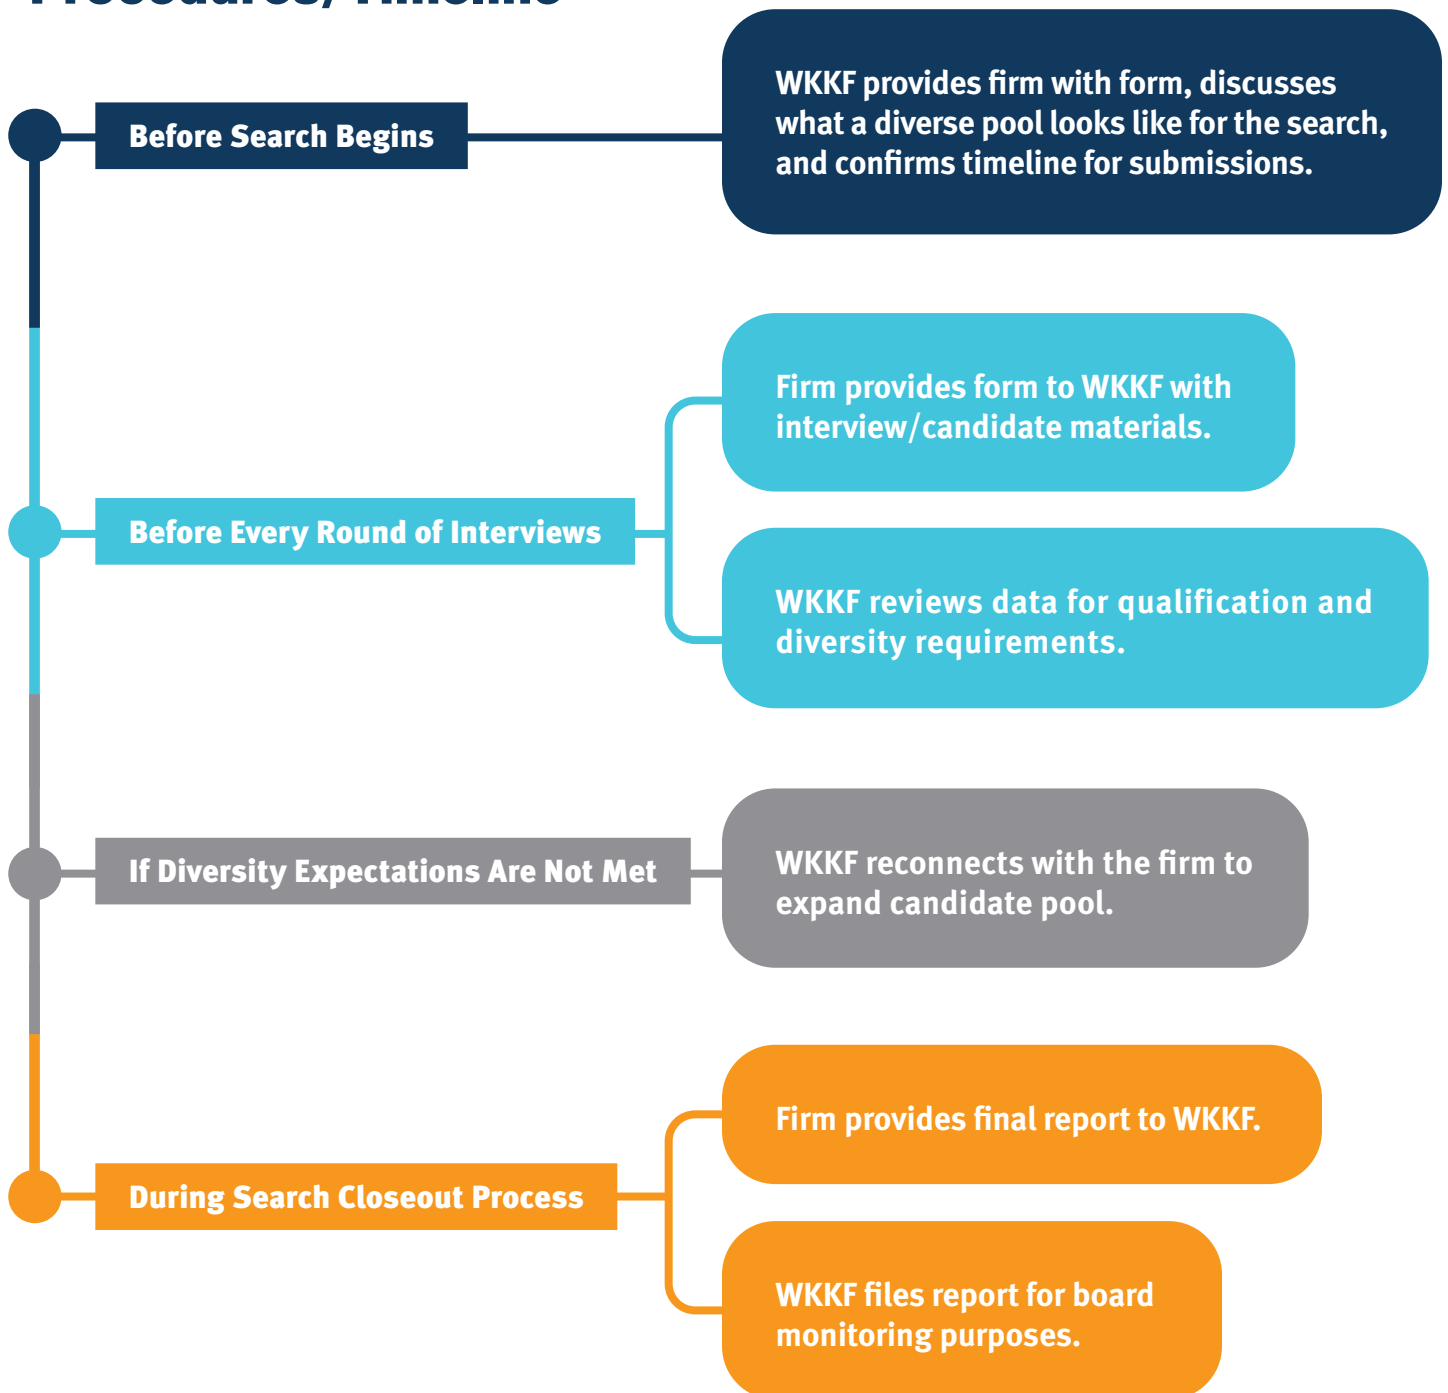 Procedures/Timeline
Before Search Begins
WKKF provides firm with form, discusses
what a diverse pool looks like for the search,
and confirms timeline for submissions.
Before Every Round of Interviews
Firm provides form to WKKF with
interview/candidate materials.
WKKF reviews data for qualification and
diversity requirements.
If Diversity Expectations Are Not Met
WKKF reconnects with the firm to
expand candidate pool.
During Search Closeout Process
Firm provides final report to WKKF.
WKKF files report for board
monitoring purposes.